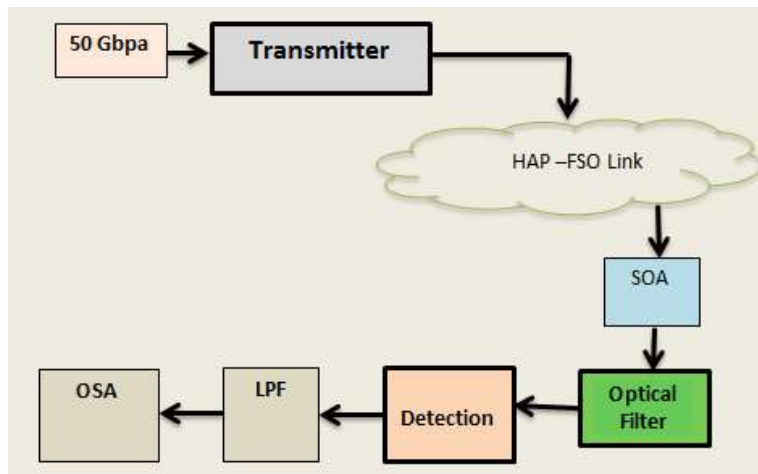 50 Gbpa
Transmitter
HAP –FSO Link
SOA
Optical
Filter
Detection
LPF
OSA